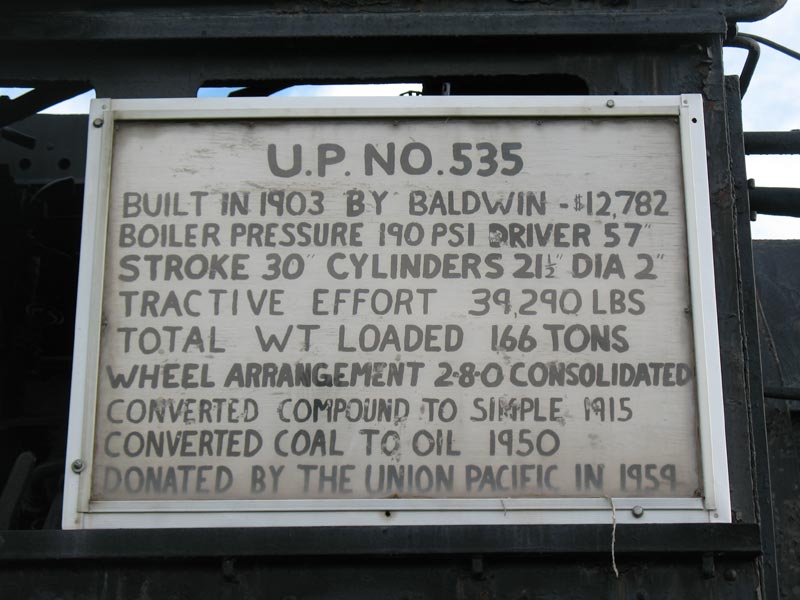 U.P. NO. 535
BUILT IN 1903 BY BALDWIN - $12,782
BOILER PRESSURE 190 PSI DRIVER 57"
STROKE 30" CYLINDERS 21½" DIA 2"
TRACTIVE EFFORT 39,290 LBS
TOTAL WT LOADED 166 TONS
WHEEL ARRANGEMENT 2-8-0 CONSOLIDATED
CONVERTED COMPOUND TO SIMPLE 1915
CONVERTED COAL TO OIL 1950
DONATED BY THE UNION PACIFIC IN 1959